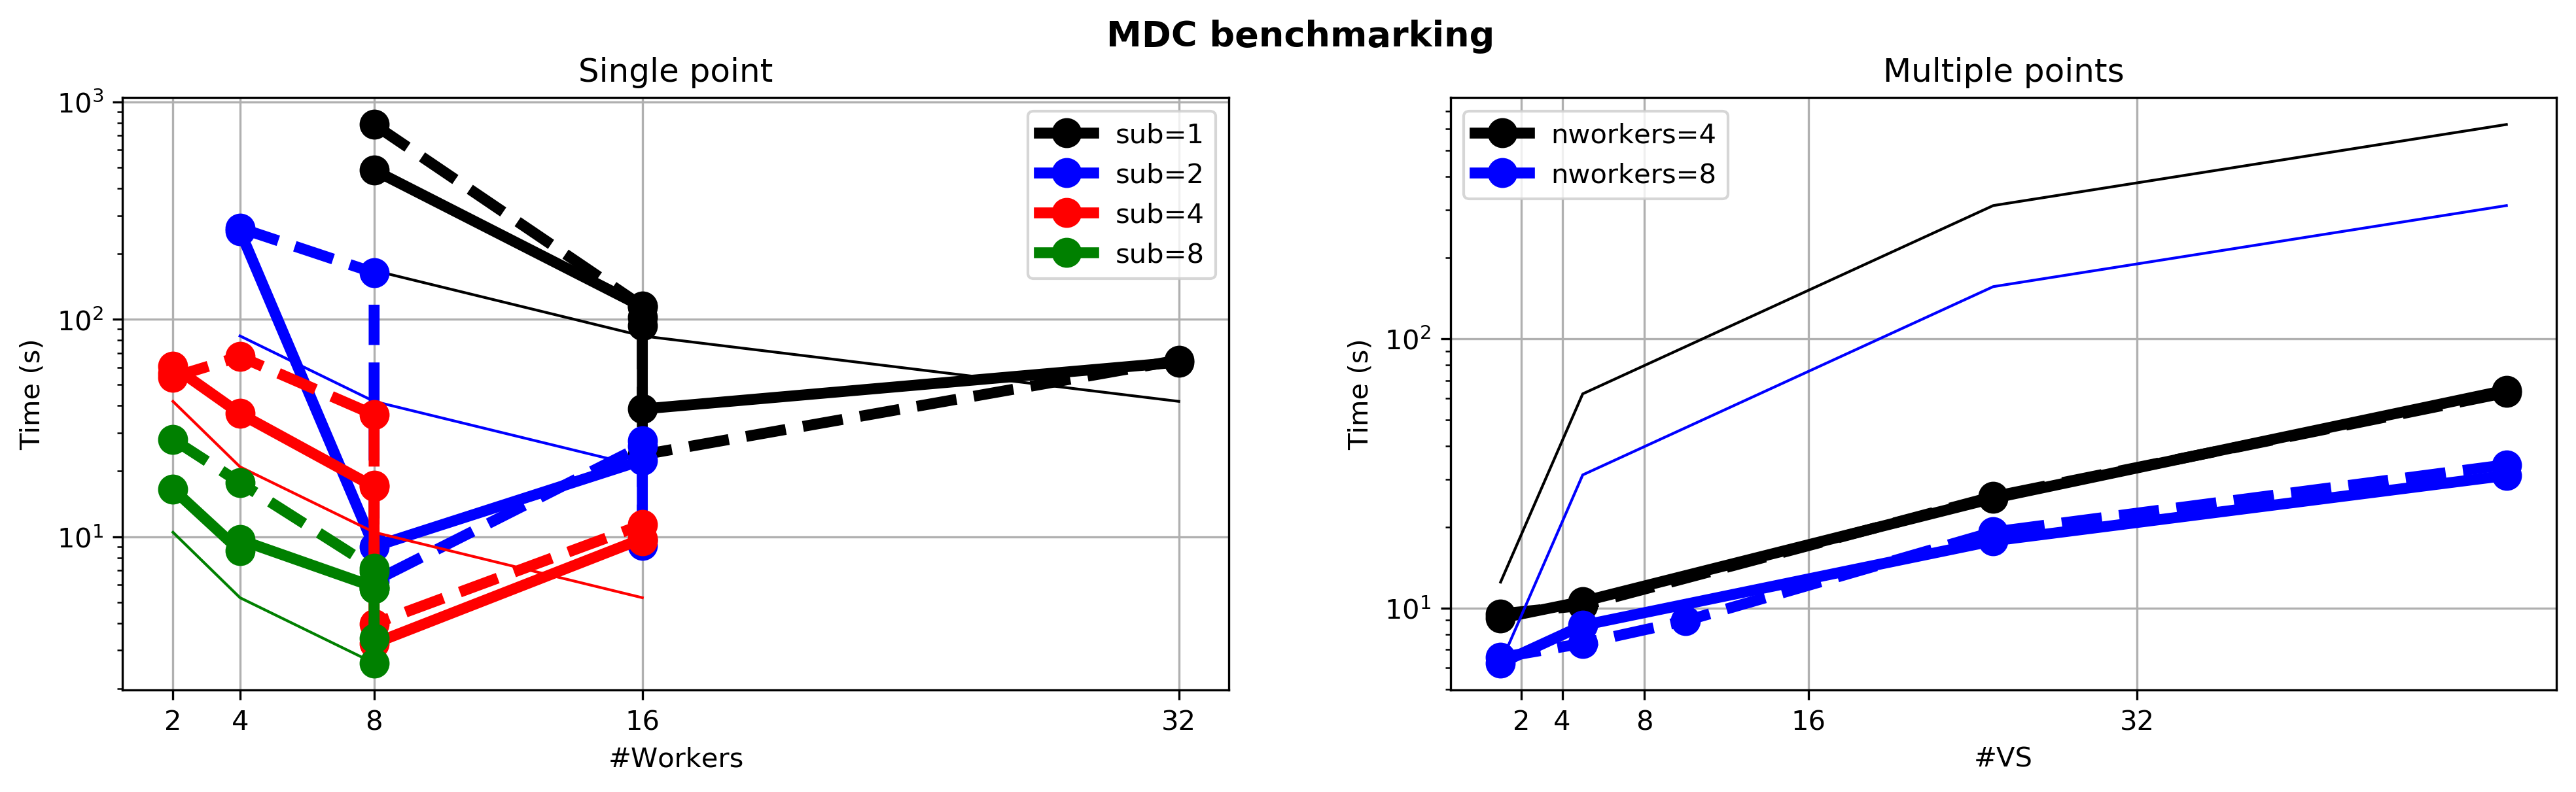 MDC benchmarking
Single point
Time (s)
10³
10²
10¹
sub=1
sub=2
sub=4
sub=8
2 4 8 16 32
#Workers
Multiple points
Time (s)
10²
10¹
nworkers=4
nworkers=8
2 4 8 16 32
#VS